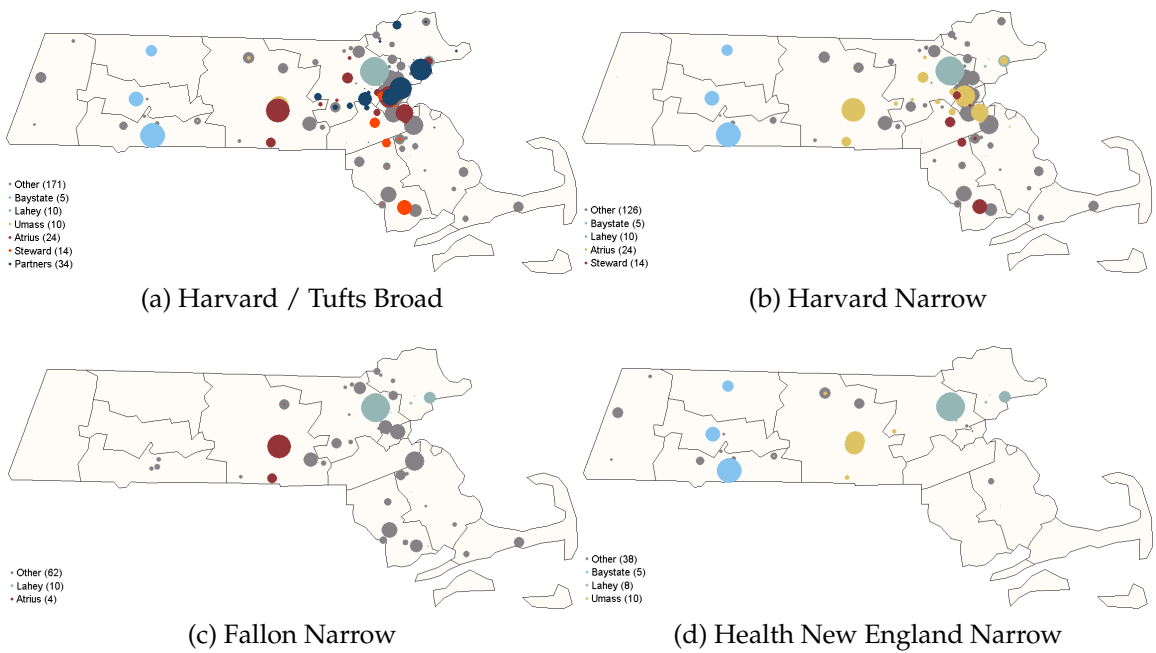 Other (171)
Baystate (5)
Lahey (10)
Umass (10)
Atrius (24)
Steward (14)
Partners (34)
(a) Harvard / Tufts Broad
Other (126)
Baystate (5)
Lahey (10)
Atrius (24)
Steward (14)
(b) Harvard Narrow
Other (62)
Lahey (10)
Atrius (4)
(c) Fallon Narrow
Other (38)
Baystate (5)
Lahey (8)
Umass (10)
(d) Health New England Narrow